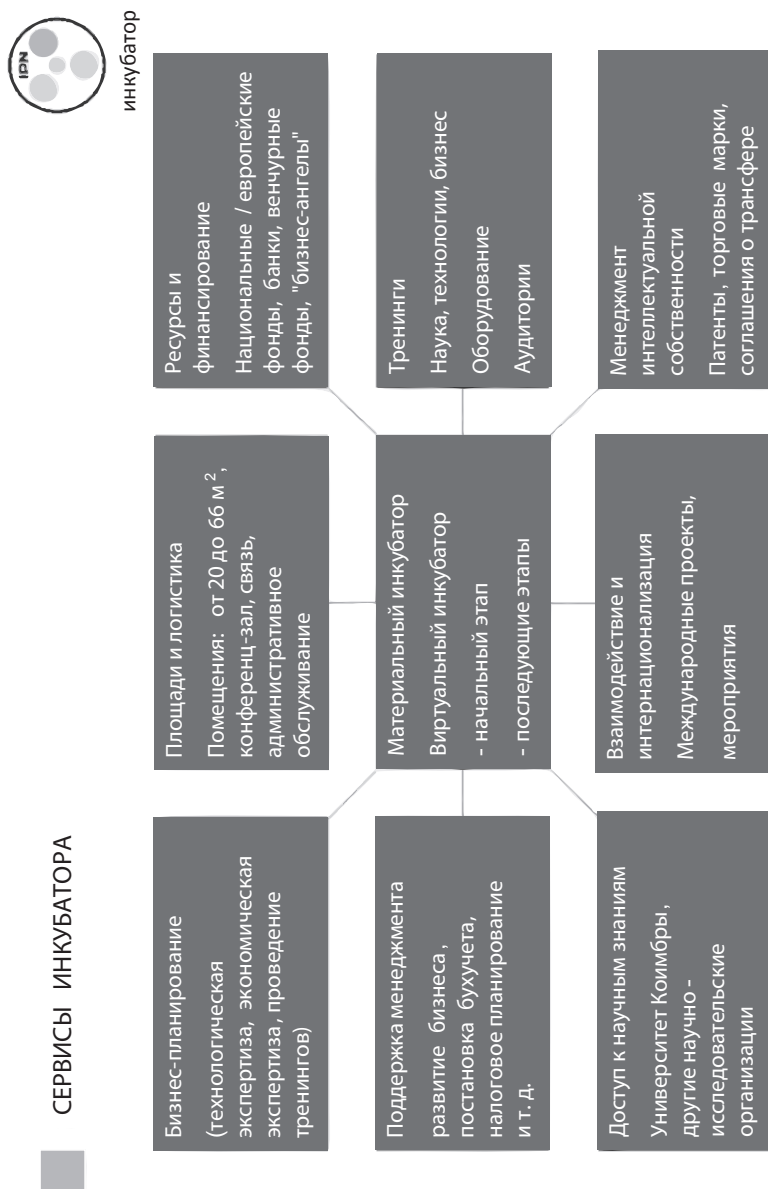 СЕРВИСЫ ИНКУБАТОРА
IPN
инкубатор
Бизнес-планирование
(технологическая
экспертиза, экономическая
экспертиза, проведение
тренингов)
Площади и логистика
Помещения: от 20 до 66 м²,
конференц-зал, связь,
административное
обслуживание
Ресурсы и
финансирование
Национальные / европейские
фонды, банки, венчурные
фонды, "бизнес-ангелы"
Поддержка менеджмента
развитие бизнеса,
постановка бухучета,
налоговое планирование
и т. д.
Материальный инкубатор
Виртуальный инкубатор
- начальный этап
- последующие этапы
Тренинги
Наука, технологии, бизнес
Оборудование
Аудитории
Доступ к научным знаниям
Университет Коимбры,
другие научно-
исследовательские
организации
Взаимодействие и
интернационализация
Международные проекты,
мероприятия
Менеджмент
интеллектуальной
собственности
Патенты, торговые марки,
соглашения о трансфере